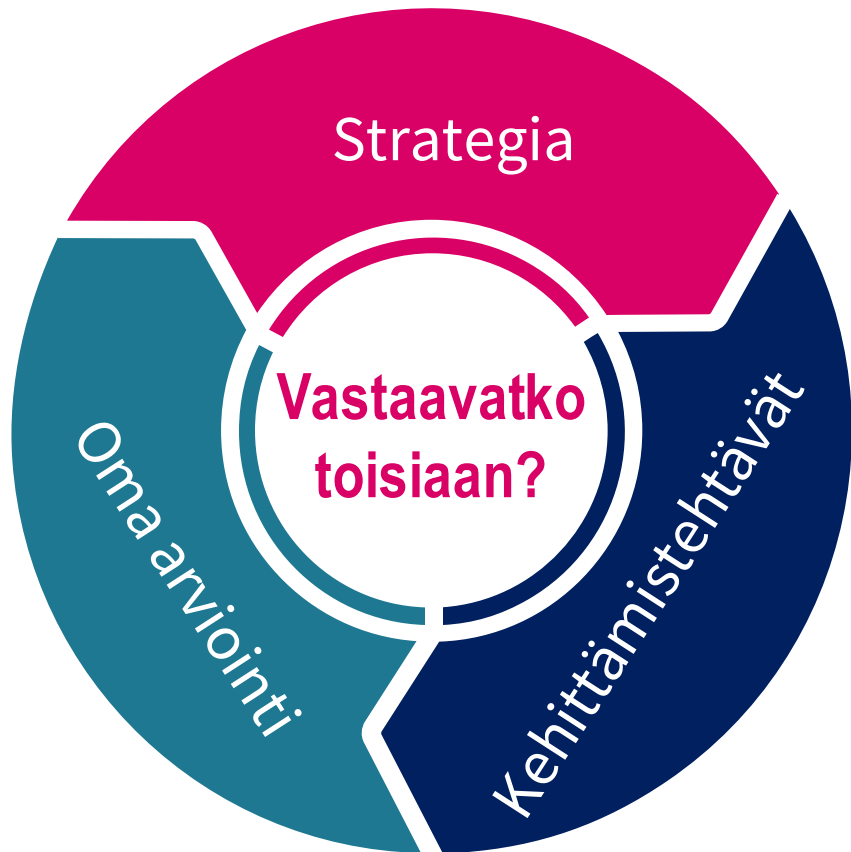 Strategia
Vastaavatko
toisiaan?
Kehittämistehtävät
Oma arviointi